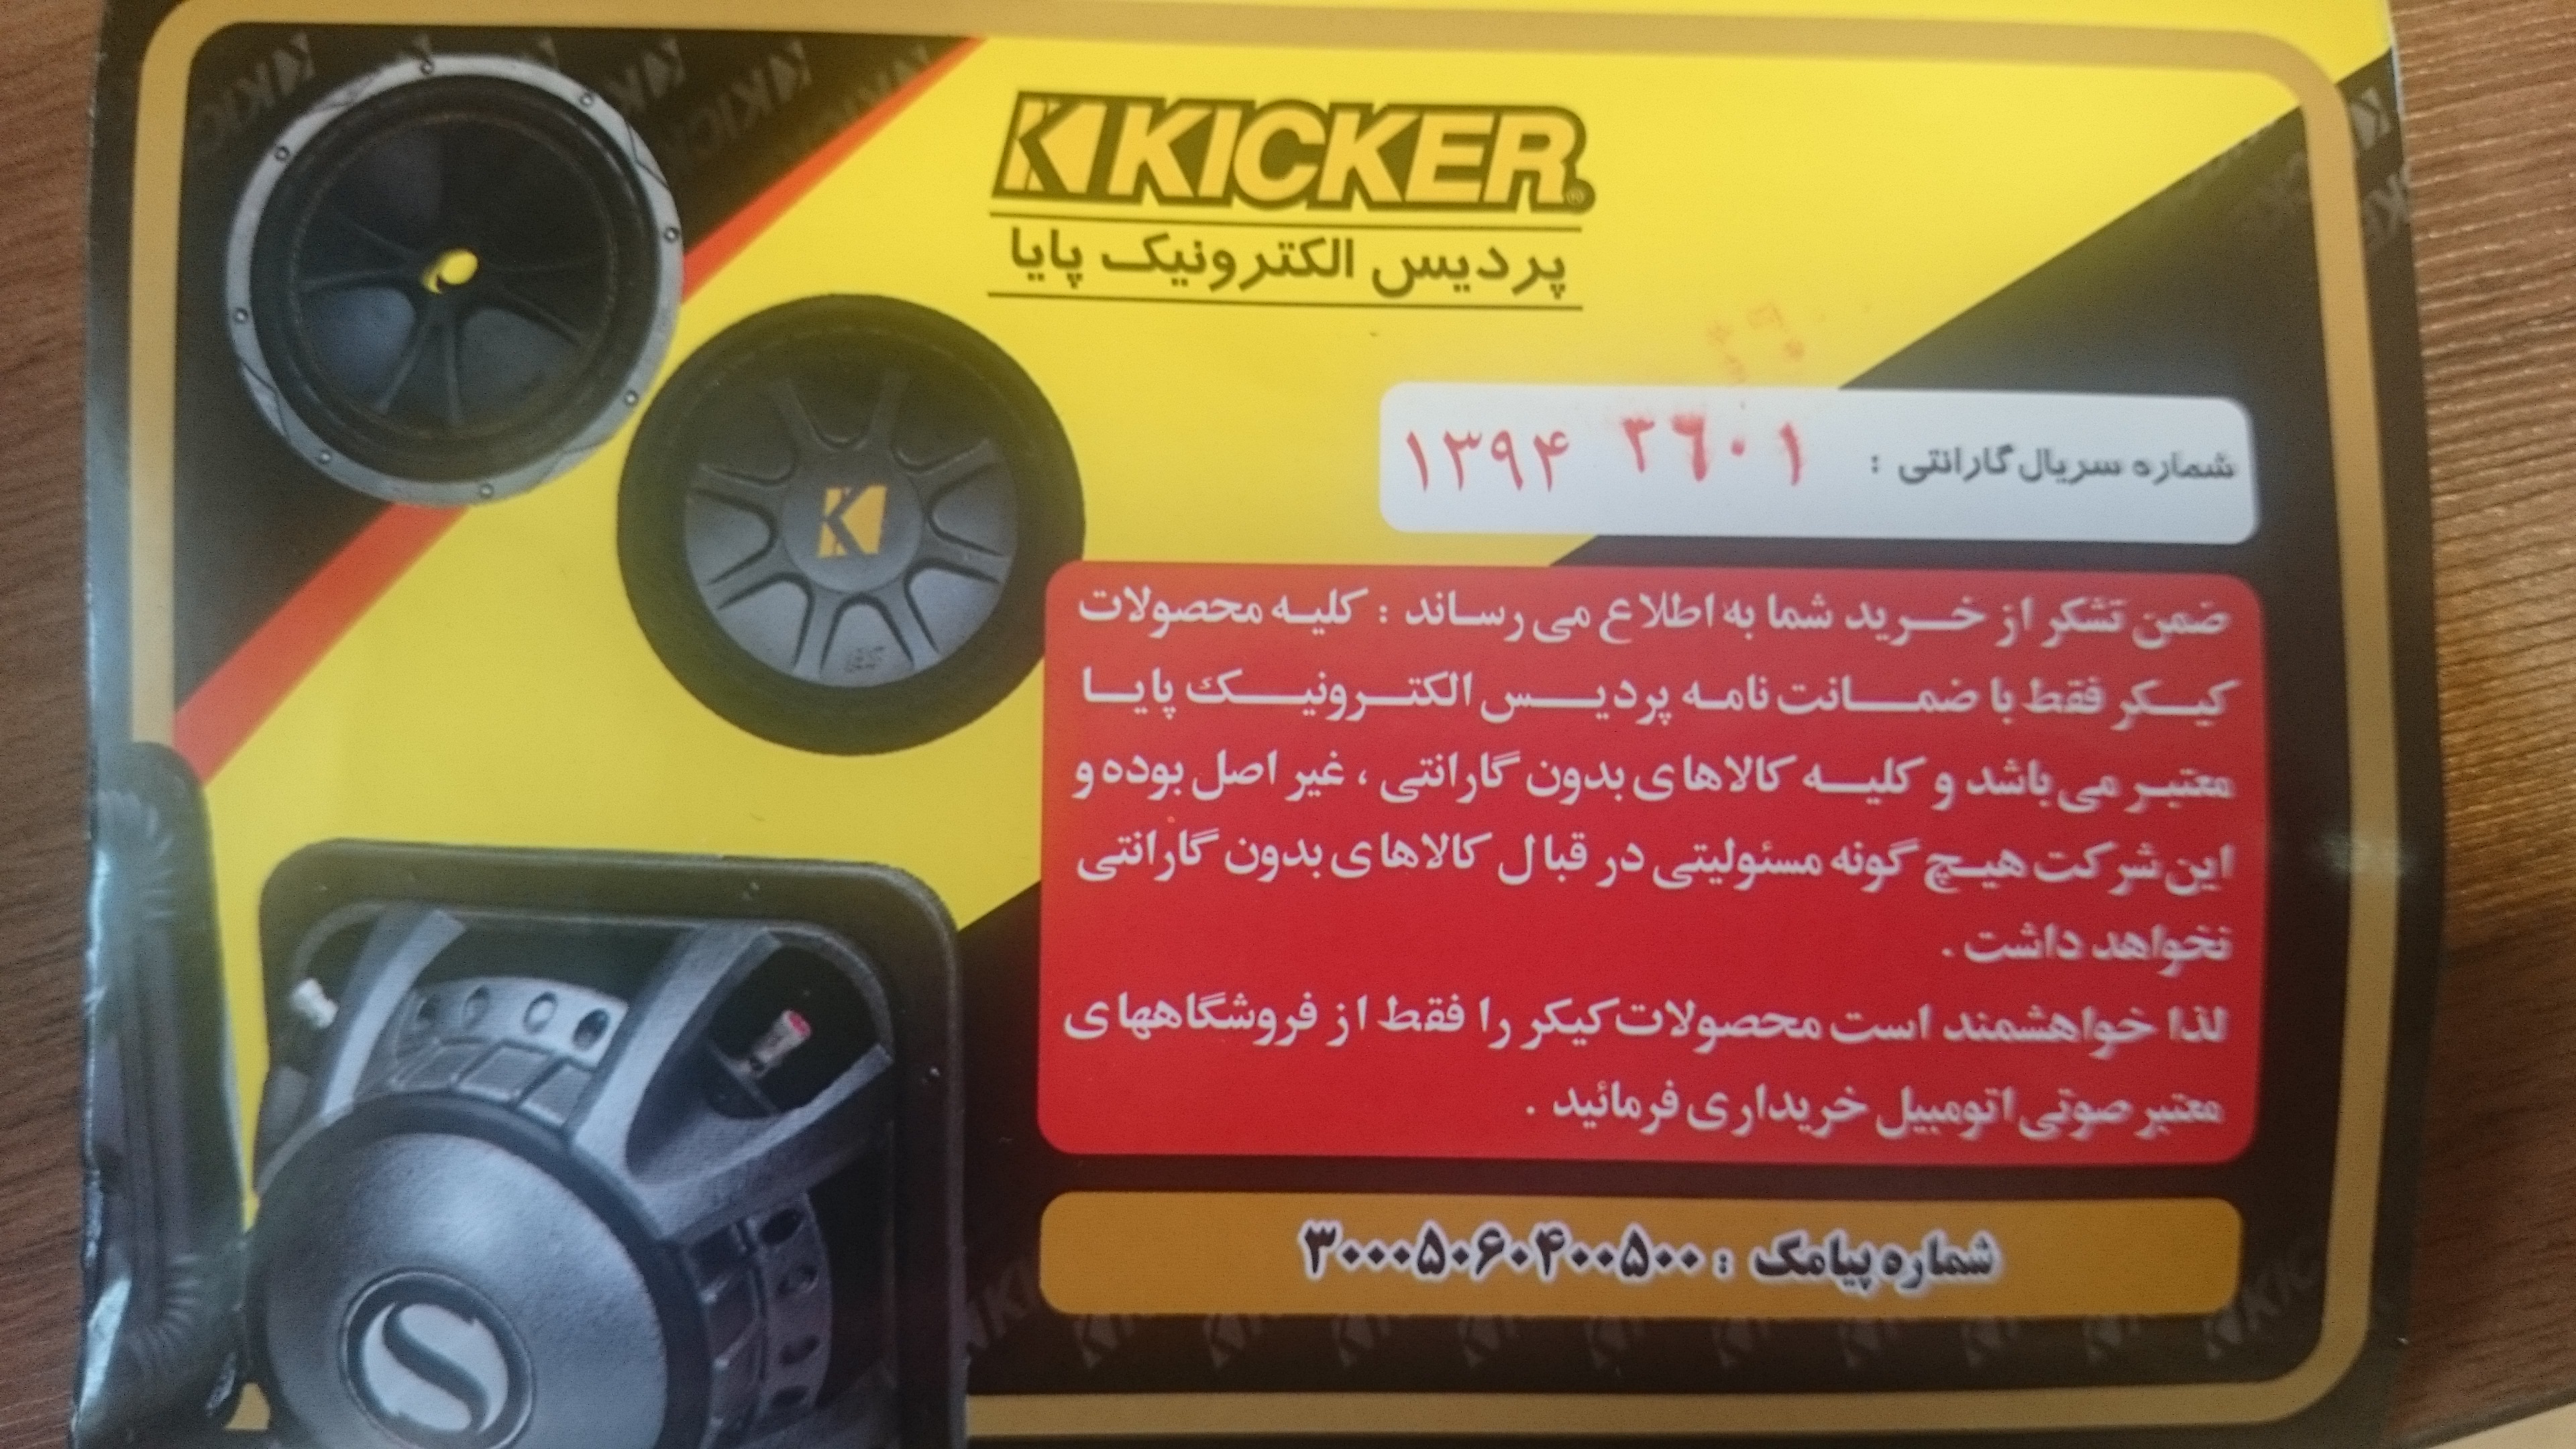 KICKER
پردیس الکترونیک پایا
شماره سریال گارانتی : ۱۳۹۴ ۳٦۰۱
ضمن تشکر از خرید شما به اطلاع می رساند : کلیه محصولات
کیکر فقط با ضمانت نامه پردیس الکترونیک پایا
معتبر می باشد و کلیه کالاهای بدون گارانتی ، غیر اصل بوده و
این شرکت هیچ گونه مسئولیتی در قبال کالاهای بدون گارانتی
نخواهد داشت .
لذا خواهشمند است محصولات کیکر را فقط از فروشگاههای
معتبر صوتی اتومبیل خریداری فرمائید .
شماره پیامک : ۳۰۰۰۵۰۶۰۴۰۰۵۰۰